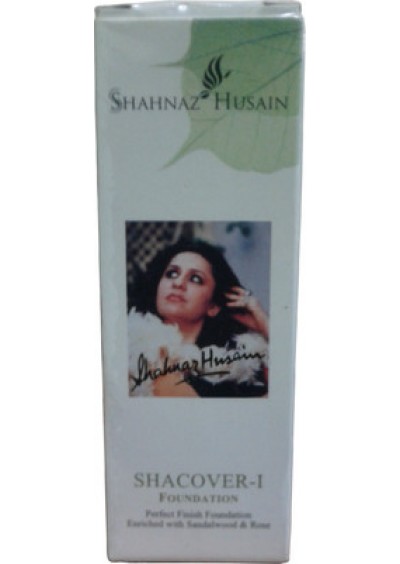 SHAHNAZ HUSAIN
Shahnaz Husain
SHACOVER-I
FOUNDATION
Perfect Finish Foundation
Enriched with Sandalwood & Rose